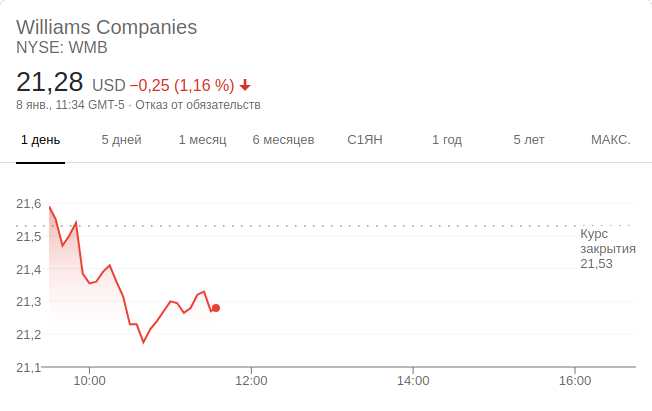 Williams Companies
NYSE: WMB
21,28 USD −0,25 (1,16 %)
8 янв., 11:34 GMT-5 · Отказ от обязательств
1 день 5 дней 1 месяц 6 месяцев С1ЯН 1 год 5 лет МАКС.
21,6
21,5
21,4
21,3
21,2
21,1
Курс
закрытия
21,53
10:00 12:00 14:00 16:00